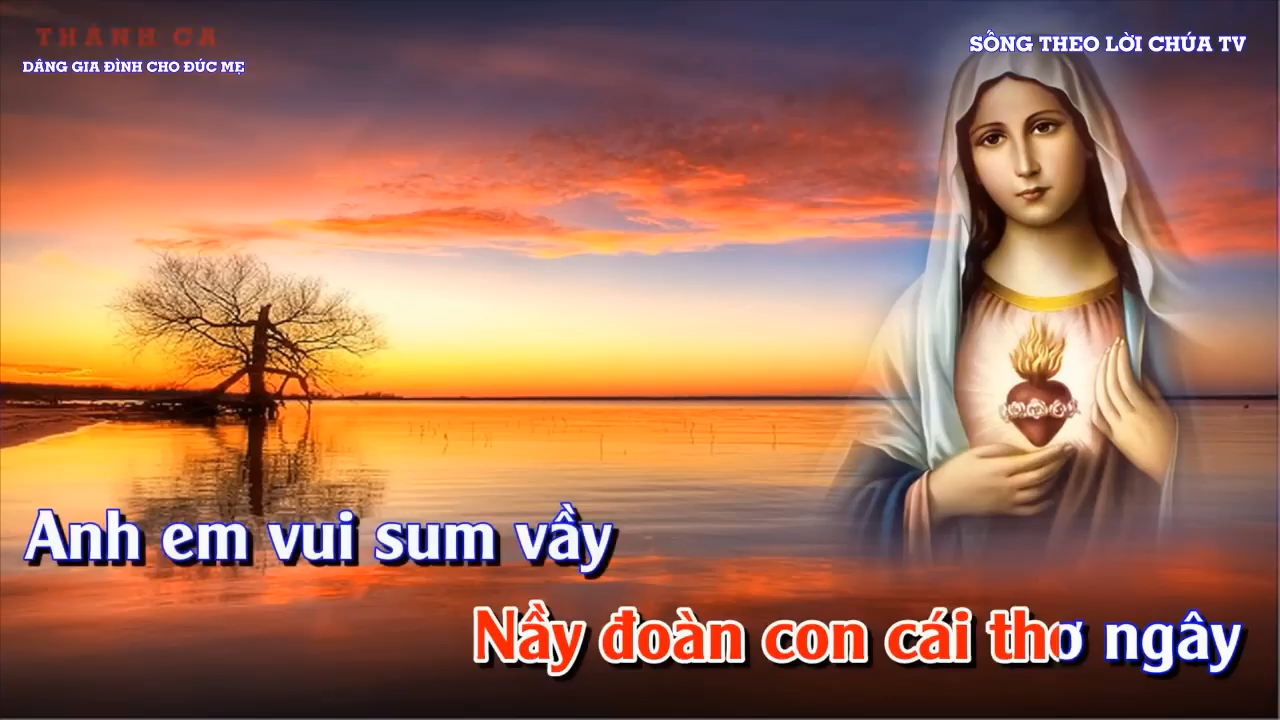 THÁNH CA
DÂNG GIA ĐÌNH CHO ĐỨC MẸ
SỐNG THEO LỜI CHÚA TV
Anh em vui sum vầy
Nầy đoàn con cái thơ ngây